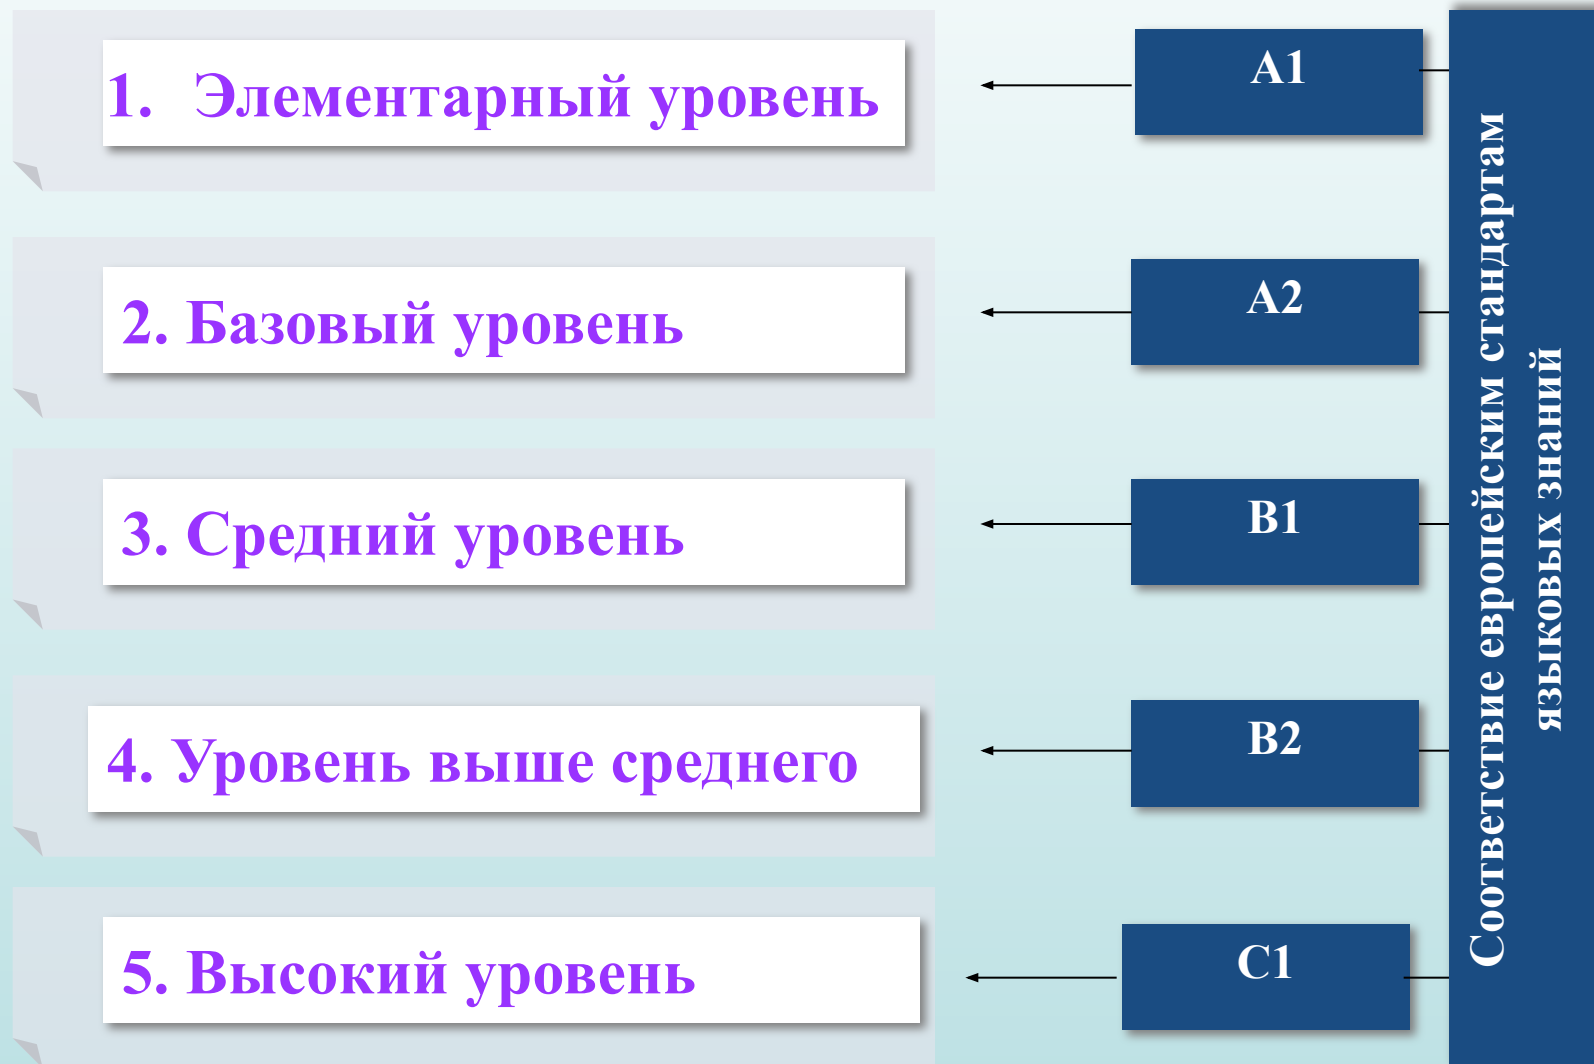 1. Элементарный уровень
A1
2. Базовый уровень
A2
3. Средний уровень
B1
4. Уровень выше среднего
B2
5. Высокий уровень
C1
Соответствие европейским стандартам
языковых знаний